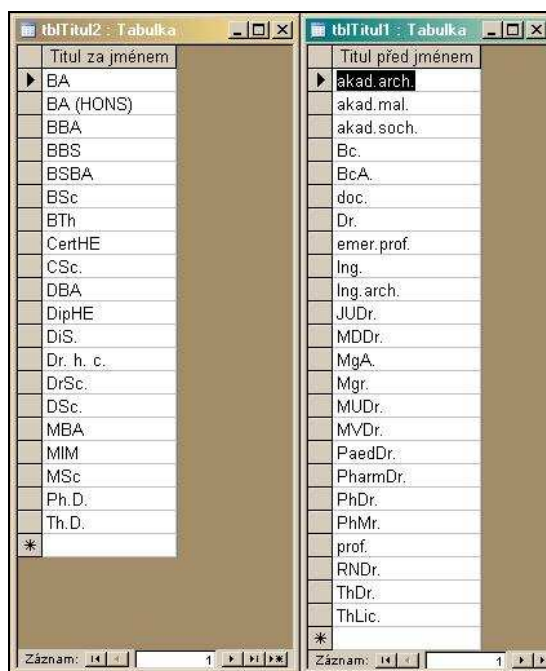 tblTitul2 : Tabulka
Titul za jménem
BA
BA (HONS)
BBA
BBS
BSBA
BSc
BTh
CertHE
CSc.
DBA
DipHE
DiS.
Dr. h. c.
DrSc.
DSc.
MBA
MIM
MSc
Ph.D.
Th.D.
Záznam: 1
tblTitul1 : Tabulka
Titul před jménem
akad.arch.
akad.mal.
akad.soch.
Bc.
BcA.
doc.
Dr.
emer.prof.
Ing.
Ing.arch.
JUDr.
MDDr.
MgA.
Mgr.
MUDr.
MVDr.
PaedDr.
PharmDr.
PhDr.
PhMr.
prof.
RNDr.
ThDr.
ThLic.
Záznam: 1